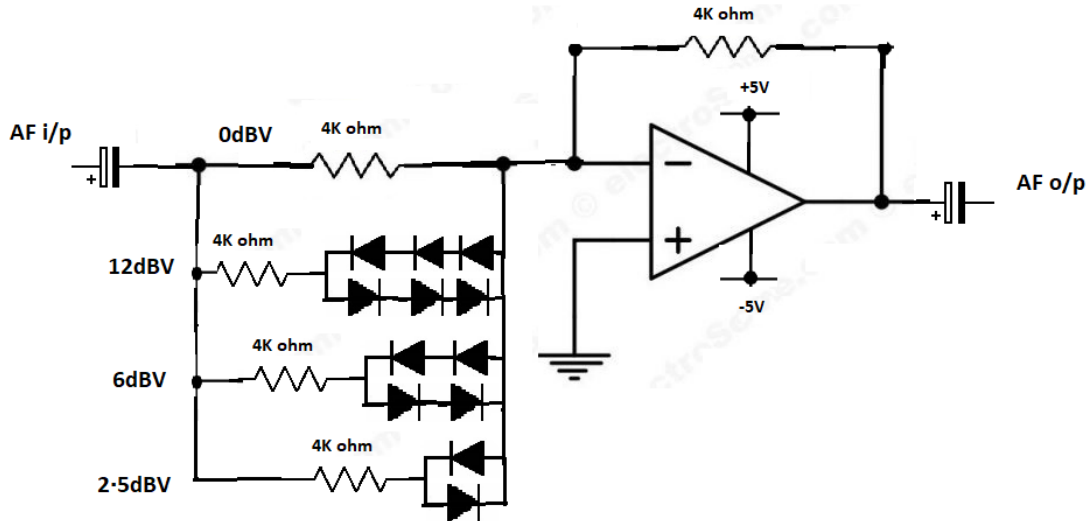 4K ohm
+5V
AF i/p
0dBV
4K ohm
+
−
+
-5V
AF o/p
+
4K ohm
12dBV
4K ohm
6dBV
4K ohm
2·5dBV